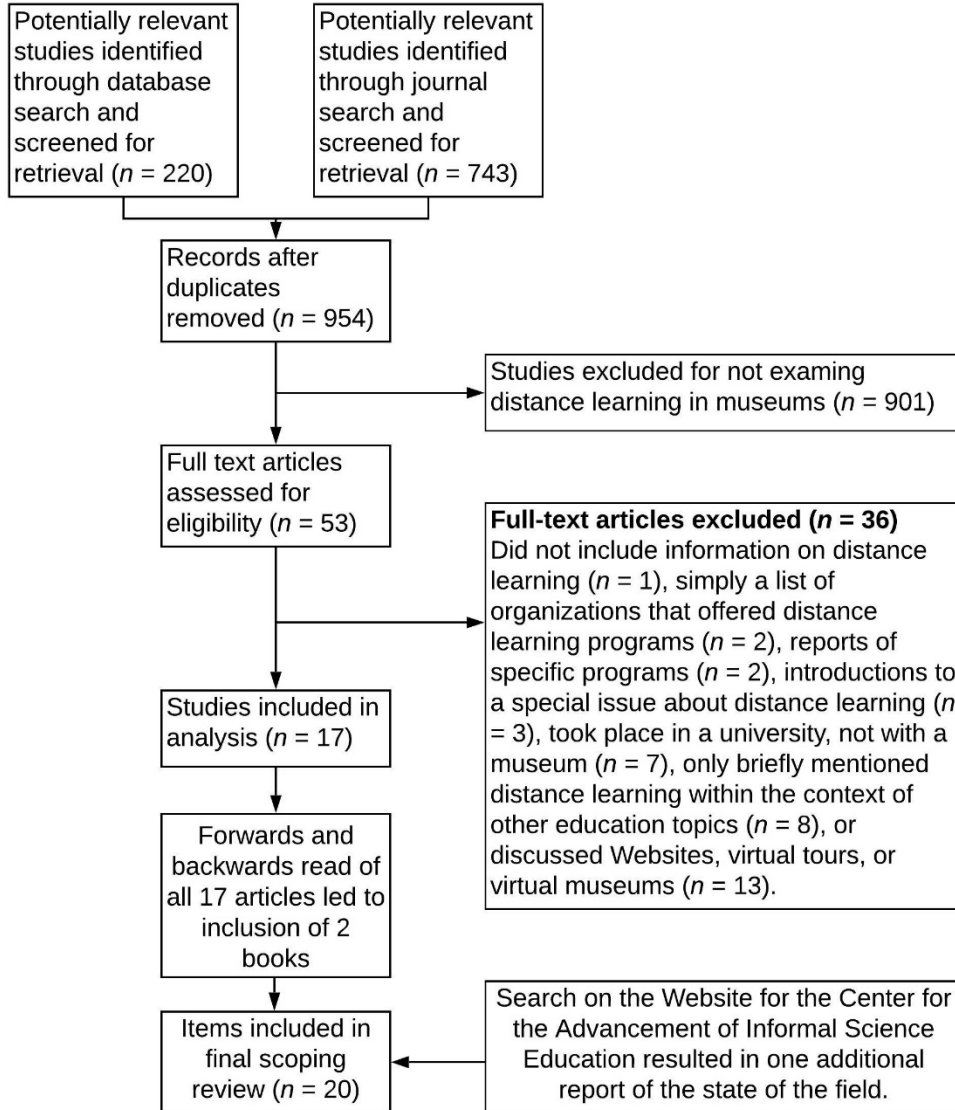 Potentially relevant
studies identified
through database
search and
screened for
retrieval (n = 220)
Potentially relevant
studies identified
through journal
search and
screened for
retrieval (n = 743)
Records after
duplicates
removed (n = 954)
Studies excluded for not examing
distance learning in museums (n = 901)
Full text articles
assessed for
eligibility (n = 53)
Full-text articles excluded (n = 36)
Did not include information on distance
learning (n = 1), simply a list of
organizations that offered distance
learning programs (n = 2), reports of
specific programs (n = 2), introductions to
a special issue about distance learning (n
= 3), took place in a university, not with a
museum (n = 7), only briefly mentioned
distance learning within the context of
other education topics (n = 8), or
discussed Websites, virtual tours, or
virtual museums (n = 13).
Studies included in
analysis (n = 17)
Forwards and
backwards read of
all 17 articles led to
inclusion of 2
books
Items included in
final scoping
review (n = 20)
Search on the Website for the Center for
the Advancement of Informal Science
Education resulted in one additional
report of the state of the field.